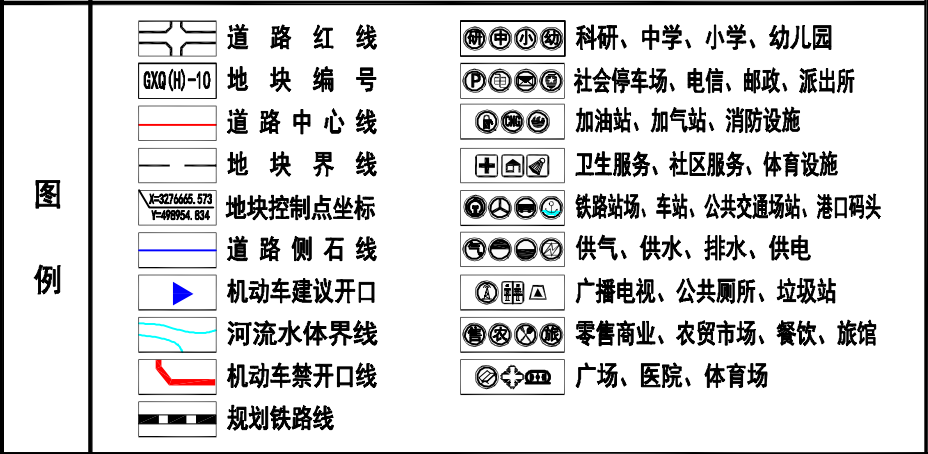 图例
道路红线
GXQ(H)-10 地块编号
道路中心线
地块界线
X=3276665.573
Y=498954.834
地块控制点坐标
道路侧石线
机动车建议开口
河流水体界线
机动车禁开口线
规划铁路线
研 中 小 幼 科研、中学、小学、幼儿园
P 社会停车场、电信、邮政、派出所
CNG 加油站、加气站、消防设施
卫生服务、社区服务、体育设施
铁路站场、车站、公共交通场站、港口码头
气 供气、供水、排水、供电
广播电视、公共厕所、垃圾站
售 农 旅 零售商业、农贸市场、餐饮、旅馆
广场、医院、体育场